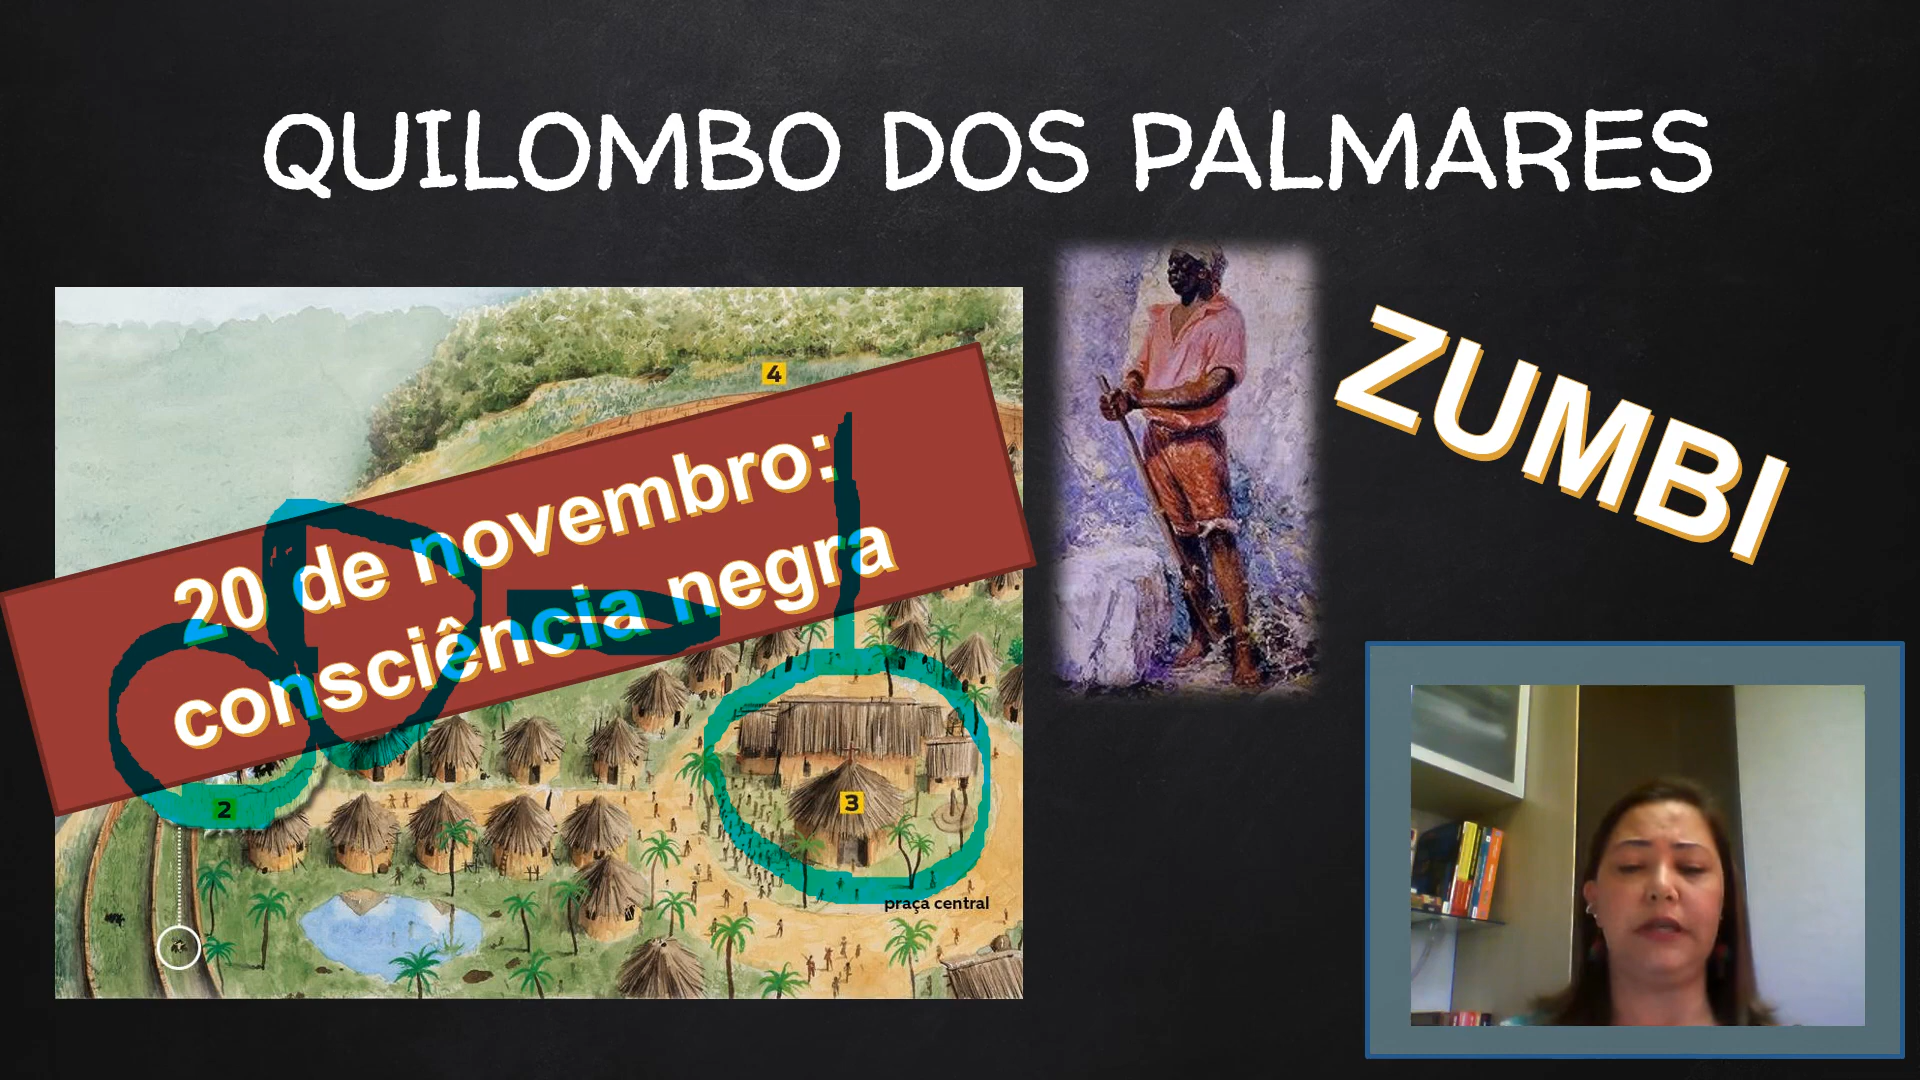 QUILOMBO DOS PALMARES
ZUMBI
4
20 de novembro:
consciência negra
2
3
praça central